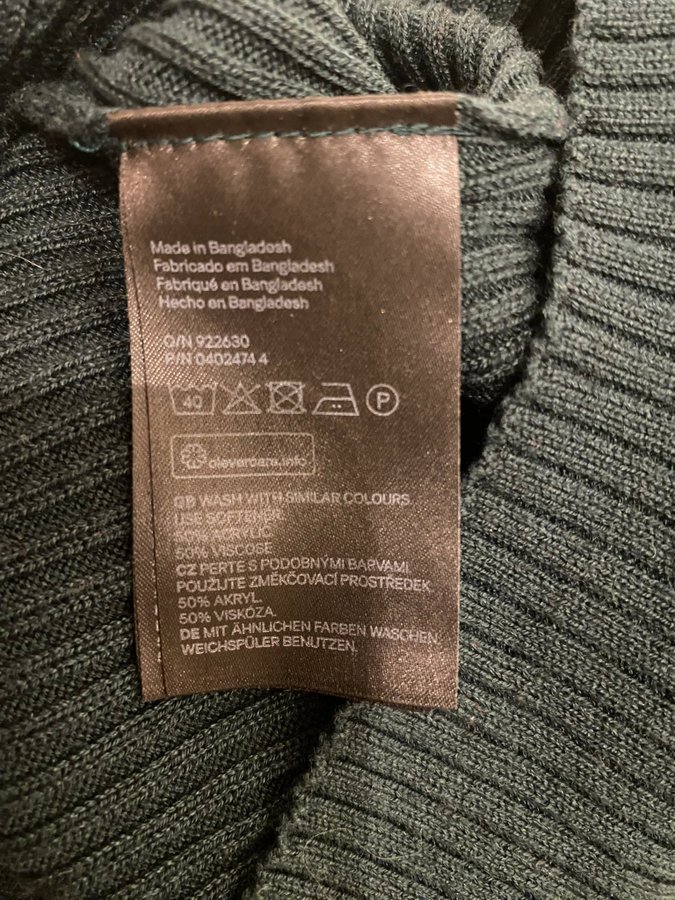 Made in Bangladesh
Fabricado em Bangladesh
Fabriqué en Bangladesh
Hecho en Bangladesh
O/N 922630
P/N 0402474 4
40
P
clevercare.info
GB WASH WITH SIMILAR COLOURS.
USE SOFTENER.
50% ACRYLIC
50% VISCOSE
CZ PERTE S PODOBNÝMI BARVAMI.
POUŽIJTE ZMĚKČOVACÍ PROSTŘEDEK.
50% AKRYL.
50% VISKÓZA.
DE MIT ÄHNLICHEN FARBEN WASCHEN.
WEICHSPÜLER BENUTZEN.